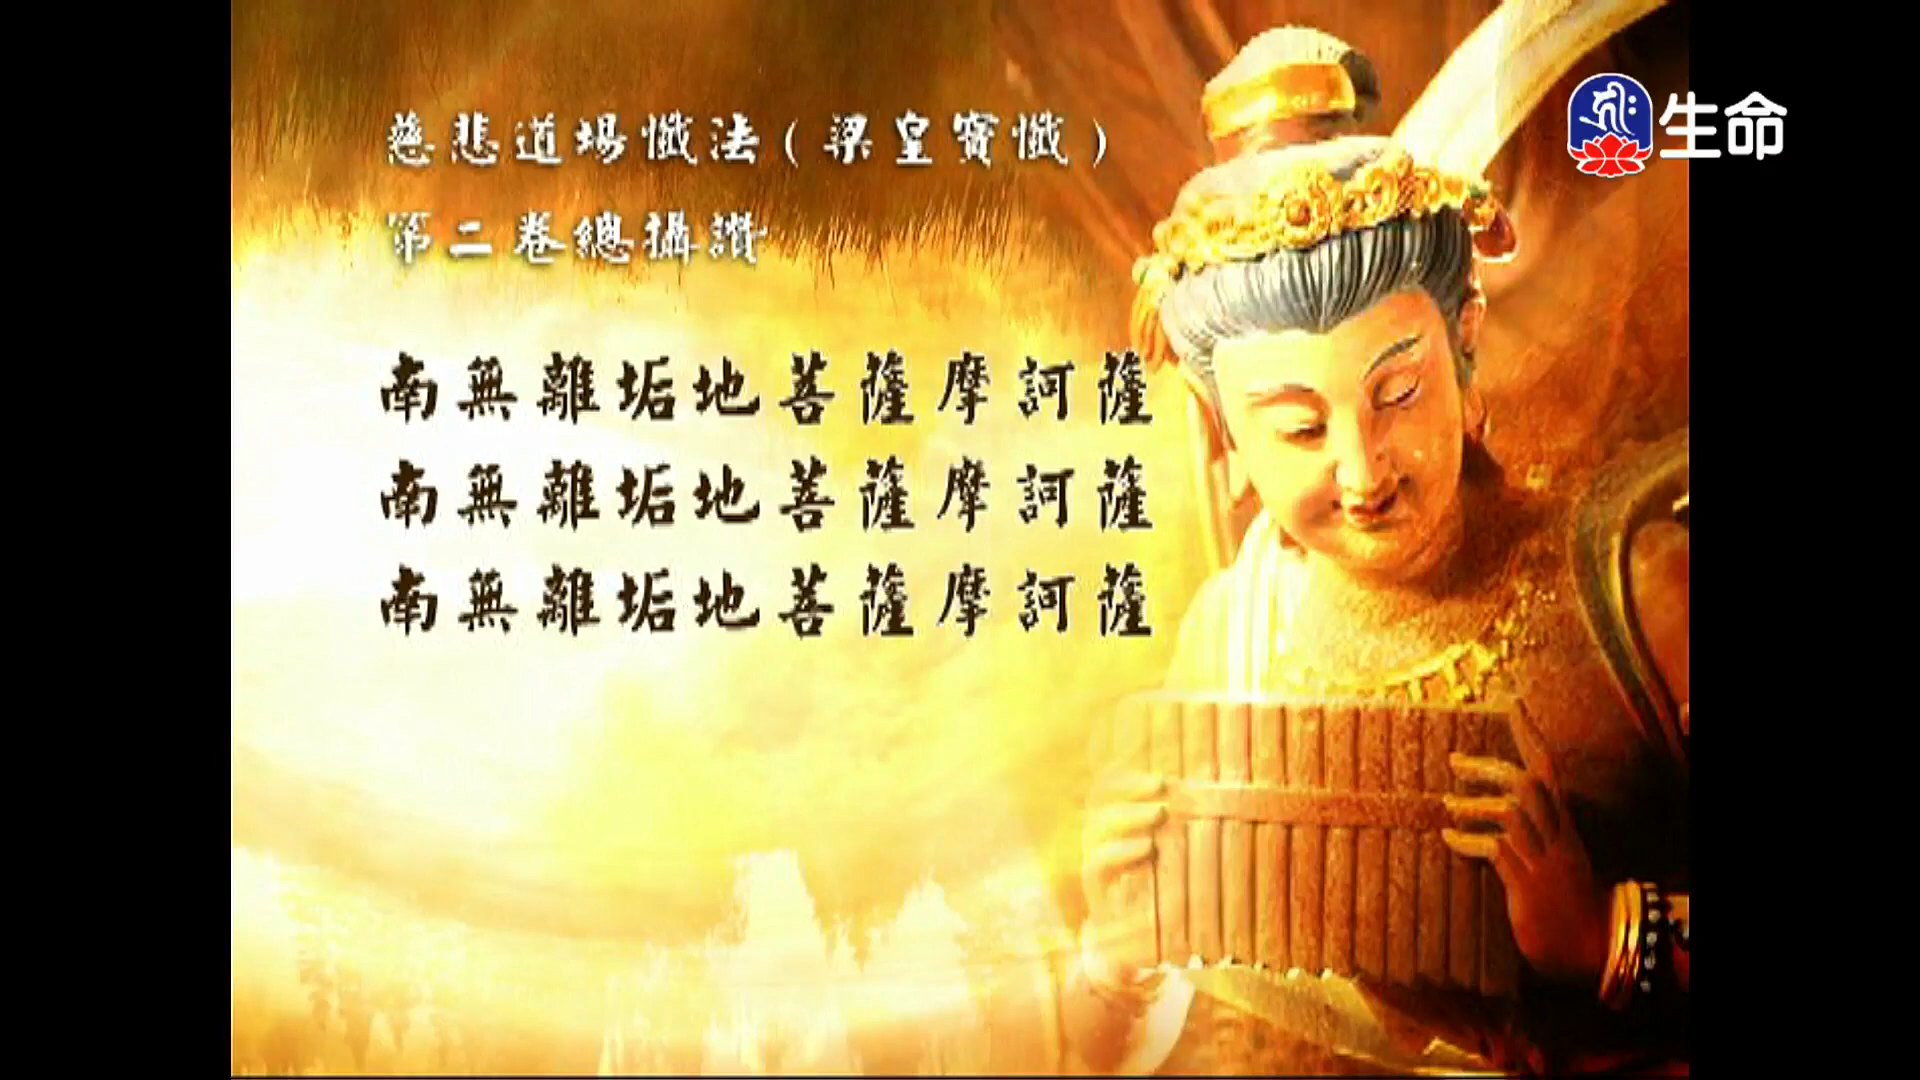 慈悲道場懺法(梁皇寶懺)
第二卷總攝讚
南無離垢地菩薩摩訶薩
南無離垢地菩薩摩訶薩
南無離垢地菩薩摩訶薩
生命